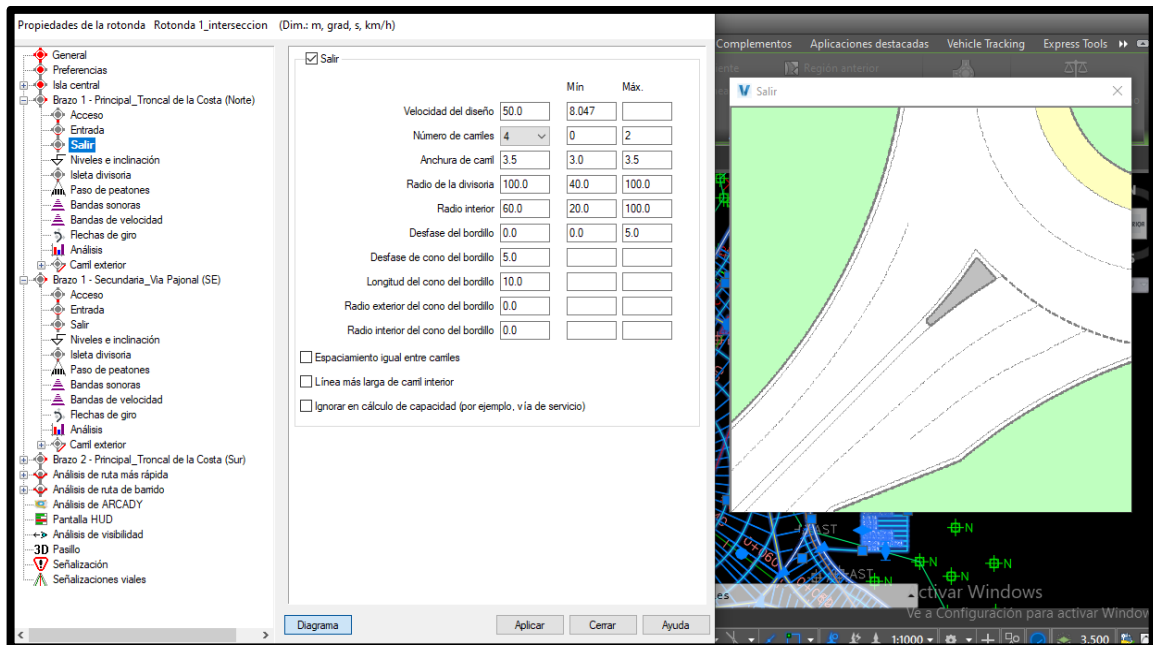 Propiedades de la rotonda Rotonda 1_interseccion (Dim.: m, grad, s, km/h)
General
Preferencias
Isla central
Brazo 1 - Principal_Troncal de la Costa (Norte)
Acceso
Entrada
Salir
Niveles e inclinación
Isleta divisoria
Paso de peatones
Bandas sonoras
Bandas de velocidad
Flechas de giro
Análisis
Carril exterior
Brazo 1 - Secundaria_Via Pajonal (SE)
Acceso
Entrada
Salir
Niveles e inclinación
Isleta divisoria
Paso de peatones
Bandas sonoras
Bandas de velocidad
Flechas de giro
Análisis
Carril exterior
Brazo 2 - Principal_Troncal de la Costa (Sur)
Análisis de ruta más rápida
Análisis de ruta de barrido
Análisis de ARCADY
Pantalla HUD
Análisis de visibilidad
3D Pasillo
Señalización
Señalizaciones viales
Salir
Mín Máx.
Velocidad del diseño 50.0 8.047
Número de carriles 4 0 2
Anchura de carril 3.5 3.0 3.5
Radio de la divisoria 100.0 40.0 100.0
Radio interior 60.0 20.0 100.0
Desfase del bordillo 0.0 0.0 5.0
Desfase de cono del bordillo 5.0
Longitud del cono del bordillo 10.0
Radio exterior del cono del bordillo 0.0
Radio interior del cono del bordillo 0.0
Espaciamiento igual entre carriles
Línea más larga de carril interior
Ignorar en cálculo de capacidad (por ejemplo, vía de servicio)
Diagrama Aplicar Cerrar Ayuda
Complementos Aplicaciones destacadas Vehicle Tracking Express Tools
Región anterior
Salir
AST
N
0+060
N
N
AST
N
N
ctivar Windows
Ve a Configuración para activar Window
1:1000
3.500